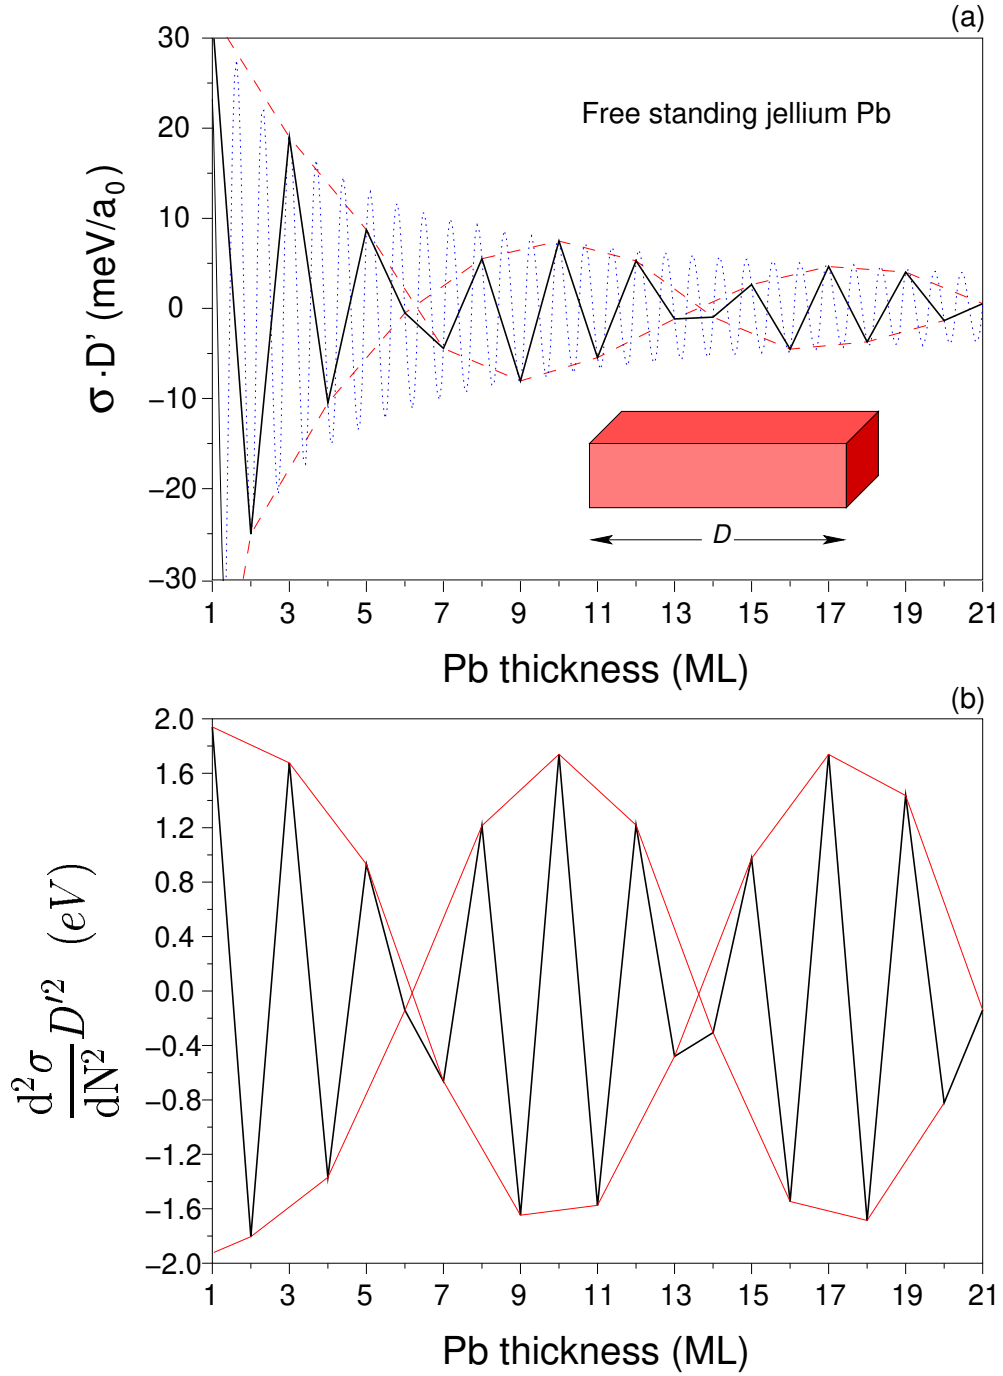 (a)
30
20
10
0
−10
−20
−30
σ·D' (meV/a₀)
Free standing jellium Pb
D
1 3 5 7 9 11 13 15 17 19 21
Pb thickness (ML)
(b)
2.0
1.6
1.2
0.8
0.4
0.0
−0.4
−0.8
−1.2
−1.6
−2.0
d²σ/dN² D'² (eV)
1 3 5 7 9 11 13 15 17 19 21
Pb thickness (ML)